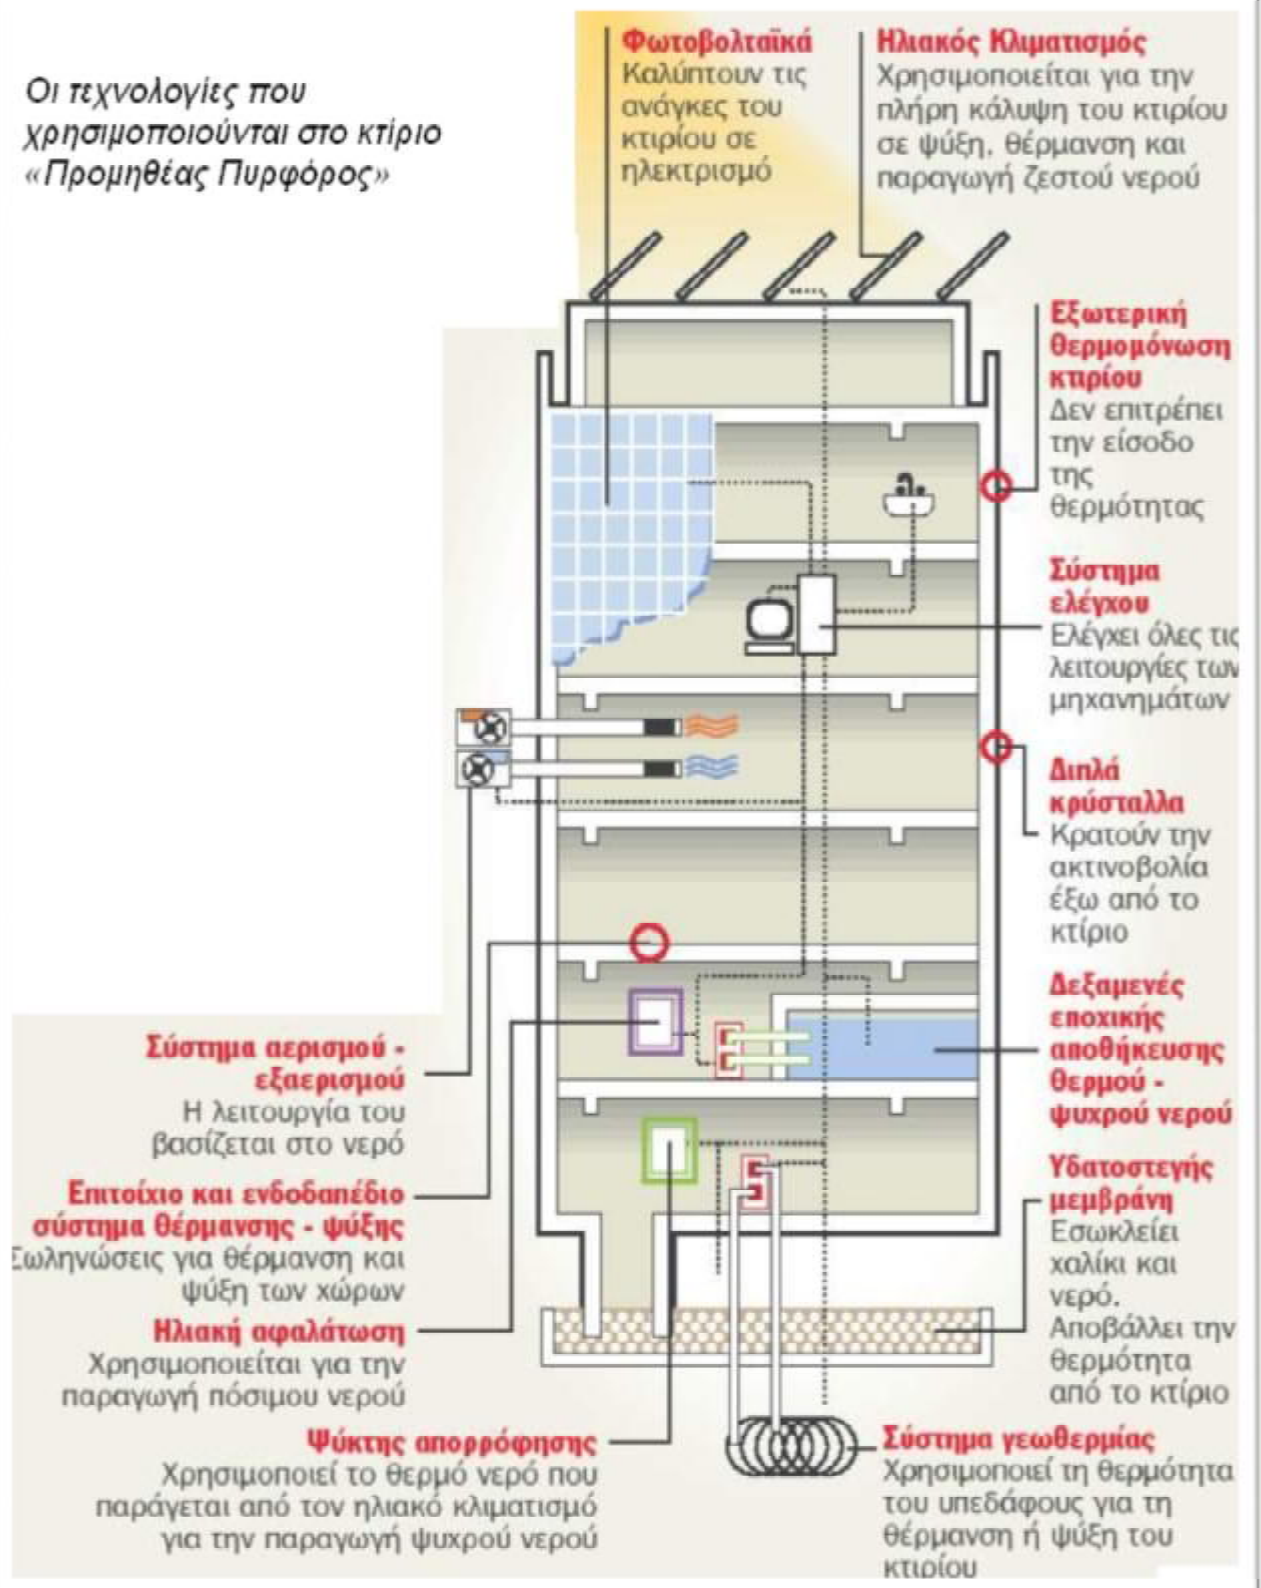 Οι τεχνολογίες που
χρησιμοποιούνται στο κτίριο
«Προμηθέας Πυρφόρος»
Φωτοβολταϊκά
Καλύπτουν τις
ανάγκες του
κτιρίου σε
ηλεκτρισμό
Ηλιακός Κλιματισμός
Χρησιμοποιείται για την
πλήρη κάλυψη του κτιρίου
σε ψύξη, θέρμανση και
παραγωγή ζεστού νερού
Εξωτερική
θερμομόνωση
κτιρίου
Δεν επιτρέπει
την είσοδο
της
θερμότητας
Σύστημα
ελέγχου
Ελέγχει όλες τις
λειτουργίες των
μηχανημάτων
Διπλά
κρύσταλλα
Κρατούν την
ακτινοβολία
έξω από το
κτίριο
Δεξαμενές
εποχικής
αποθήκευσης
θερμού -
ψυχρού νερού
Υδατοστεγής
μεμβράνη
Εσωκλείει
χαλίκι και
νερό.
Αποβάλλει την
θερμότητα
από το κτίριο
Σύστημα αερισμού -
εξαερισμού
Η λειτουργία του
βασίζεται στο νερό
Επιτοίχιο και ενδοδαπέδιο
σύστημα θέρμανσης - ψύξης
Σωληνώσεις για θέρμανση και
ψύξη των χώρων
Ηλιακή αφαλάτωση
Χρησιμοποιείται για την
παραγωγή πόσιμου νερού
Ψύκτης απορρόφησης
Χρησιμοποιεί το θερμό νερό που
παράγεται από τον ηλιακό κλιματισμό
για την παραγωγή ψυχρού νερού
Σύστημα γεωθερμίας
Χρησιμοποιεί τη θερμότητα
του υπεδάφους για τη
θέρμανση ή ψύξη του
κτιρίου